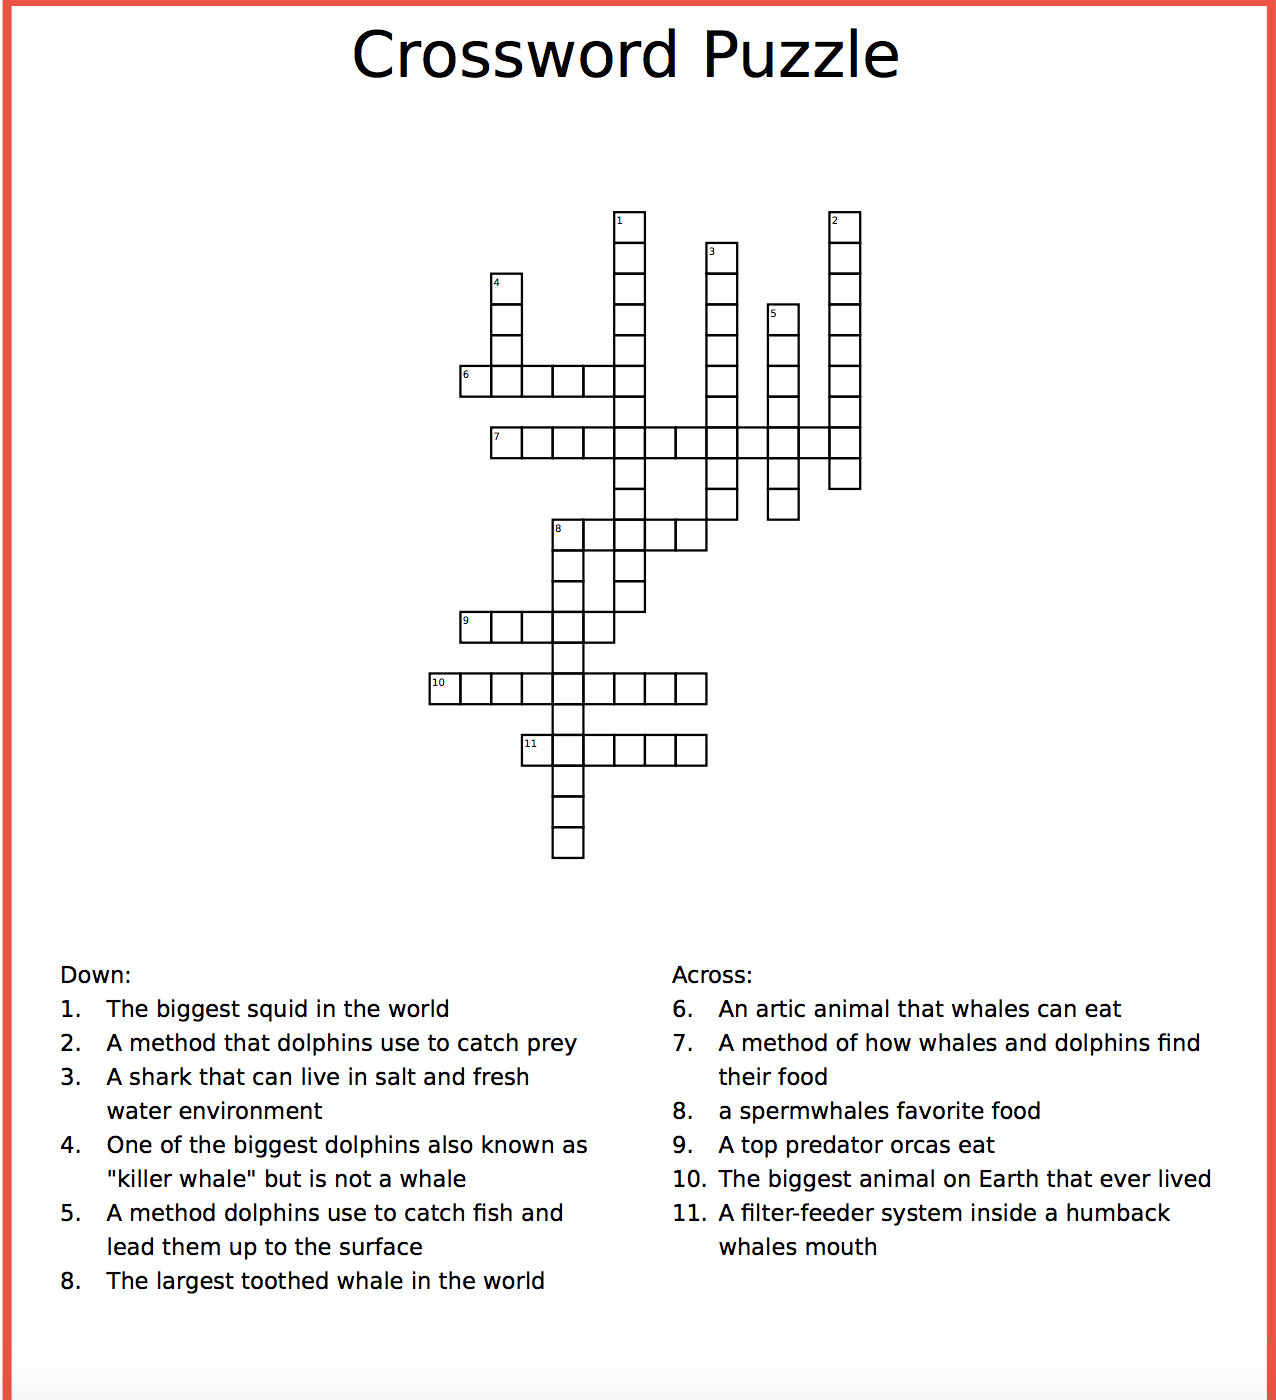 Crossword Puzzle
1
2
3
4
5
6
7
8
9
10
11
Down:
1. The biggest squid in the world
2. A method that dolphins use to catch prey
3. A shark that can live in salt and fresh
water environment
4. One of the biggest dolphins also known as
"killer whale" but is not a whale
5. A method dolphins use to catch fish and
lead them up to the surface
8. The largest toothed whale in the world
Across:
6. An artic animal that whales can eat
7. A method of how whales and dolphins find
their food
8. a spermwhales favorite food
9. A top predator orcas eat
10. The biggest animal on Earth that ever lived
11. A filter-feeder system inside a humback
whales mouth